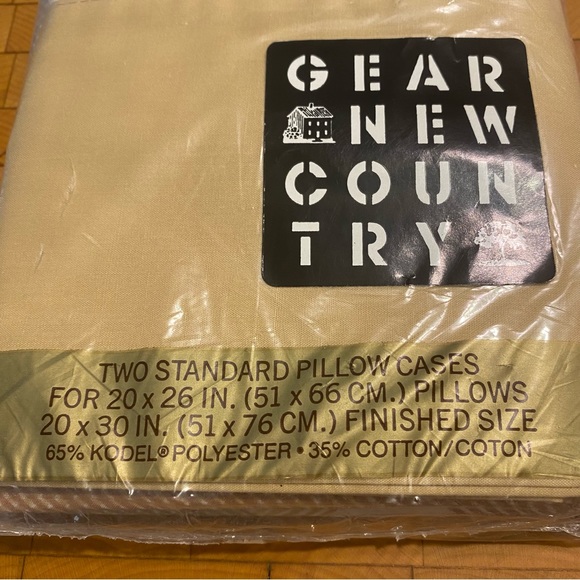 GEAR
NEW
COUN
TRY
TWO STANDARD PILLOW CASES
FOR 20 x 26 IN. (51 x 66 CM.) PILLOWS
20 x 30 IN. (51 x 76 CM.) FINISHED SIZE
65% KODEL® POLYESTER • 35% COTTON/COTON